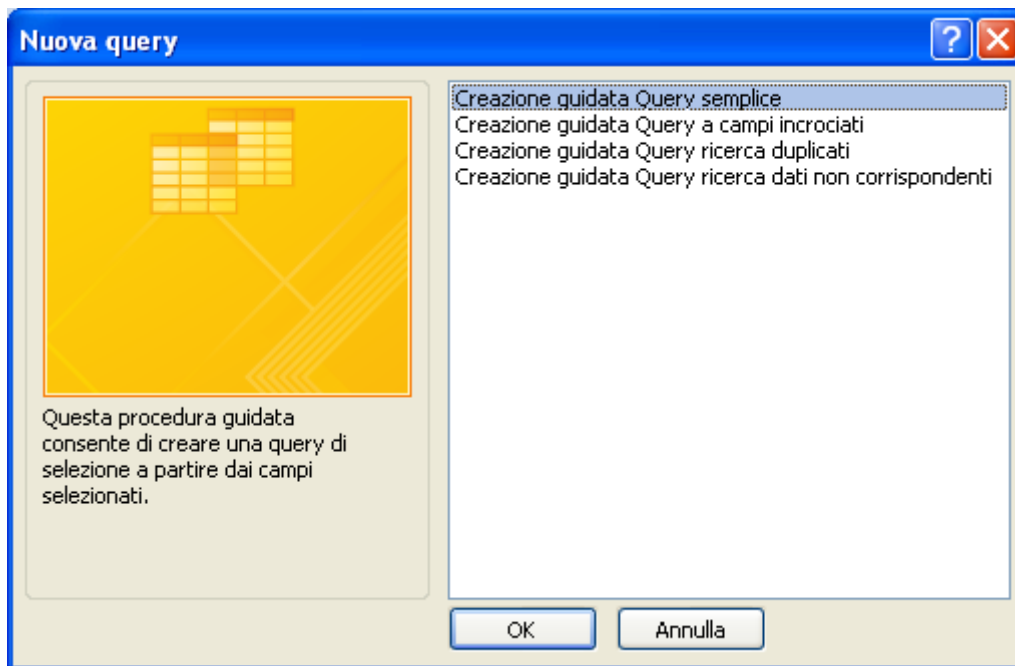 Nuova query
Creazione guidata Query semplice
Creazione guidata Query a campi incrociati
Creazione guidata Query ricerca duplicati
Creazione guidata Query ricerca dati non corrispondenti
Questa procedura guidata
consente di creare una query di
selezione a partire dai campi
selezionati.
OK
Annulla